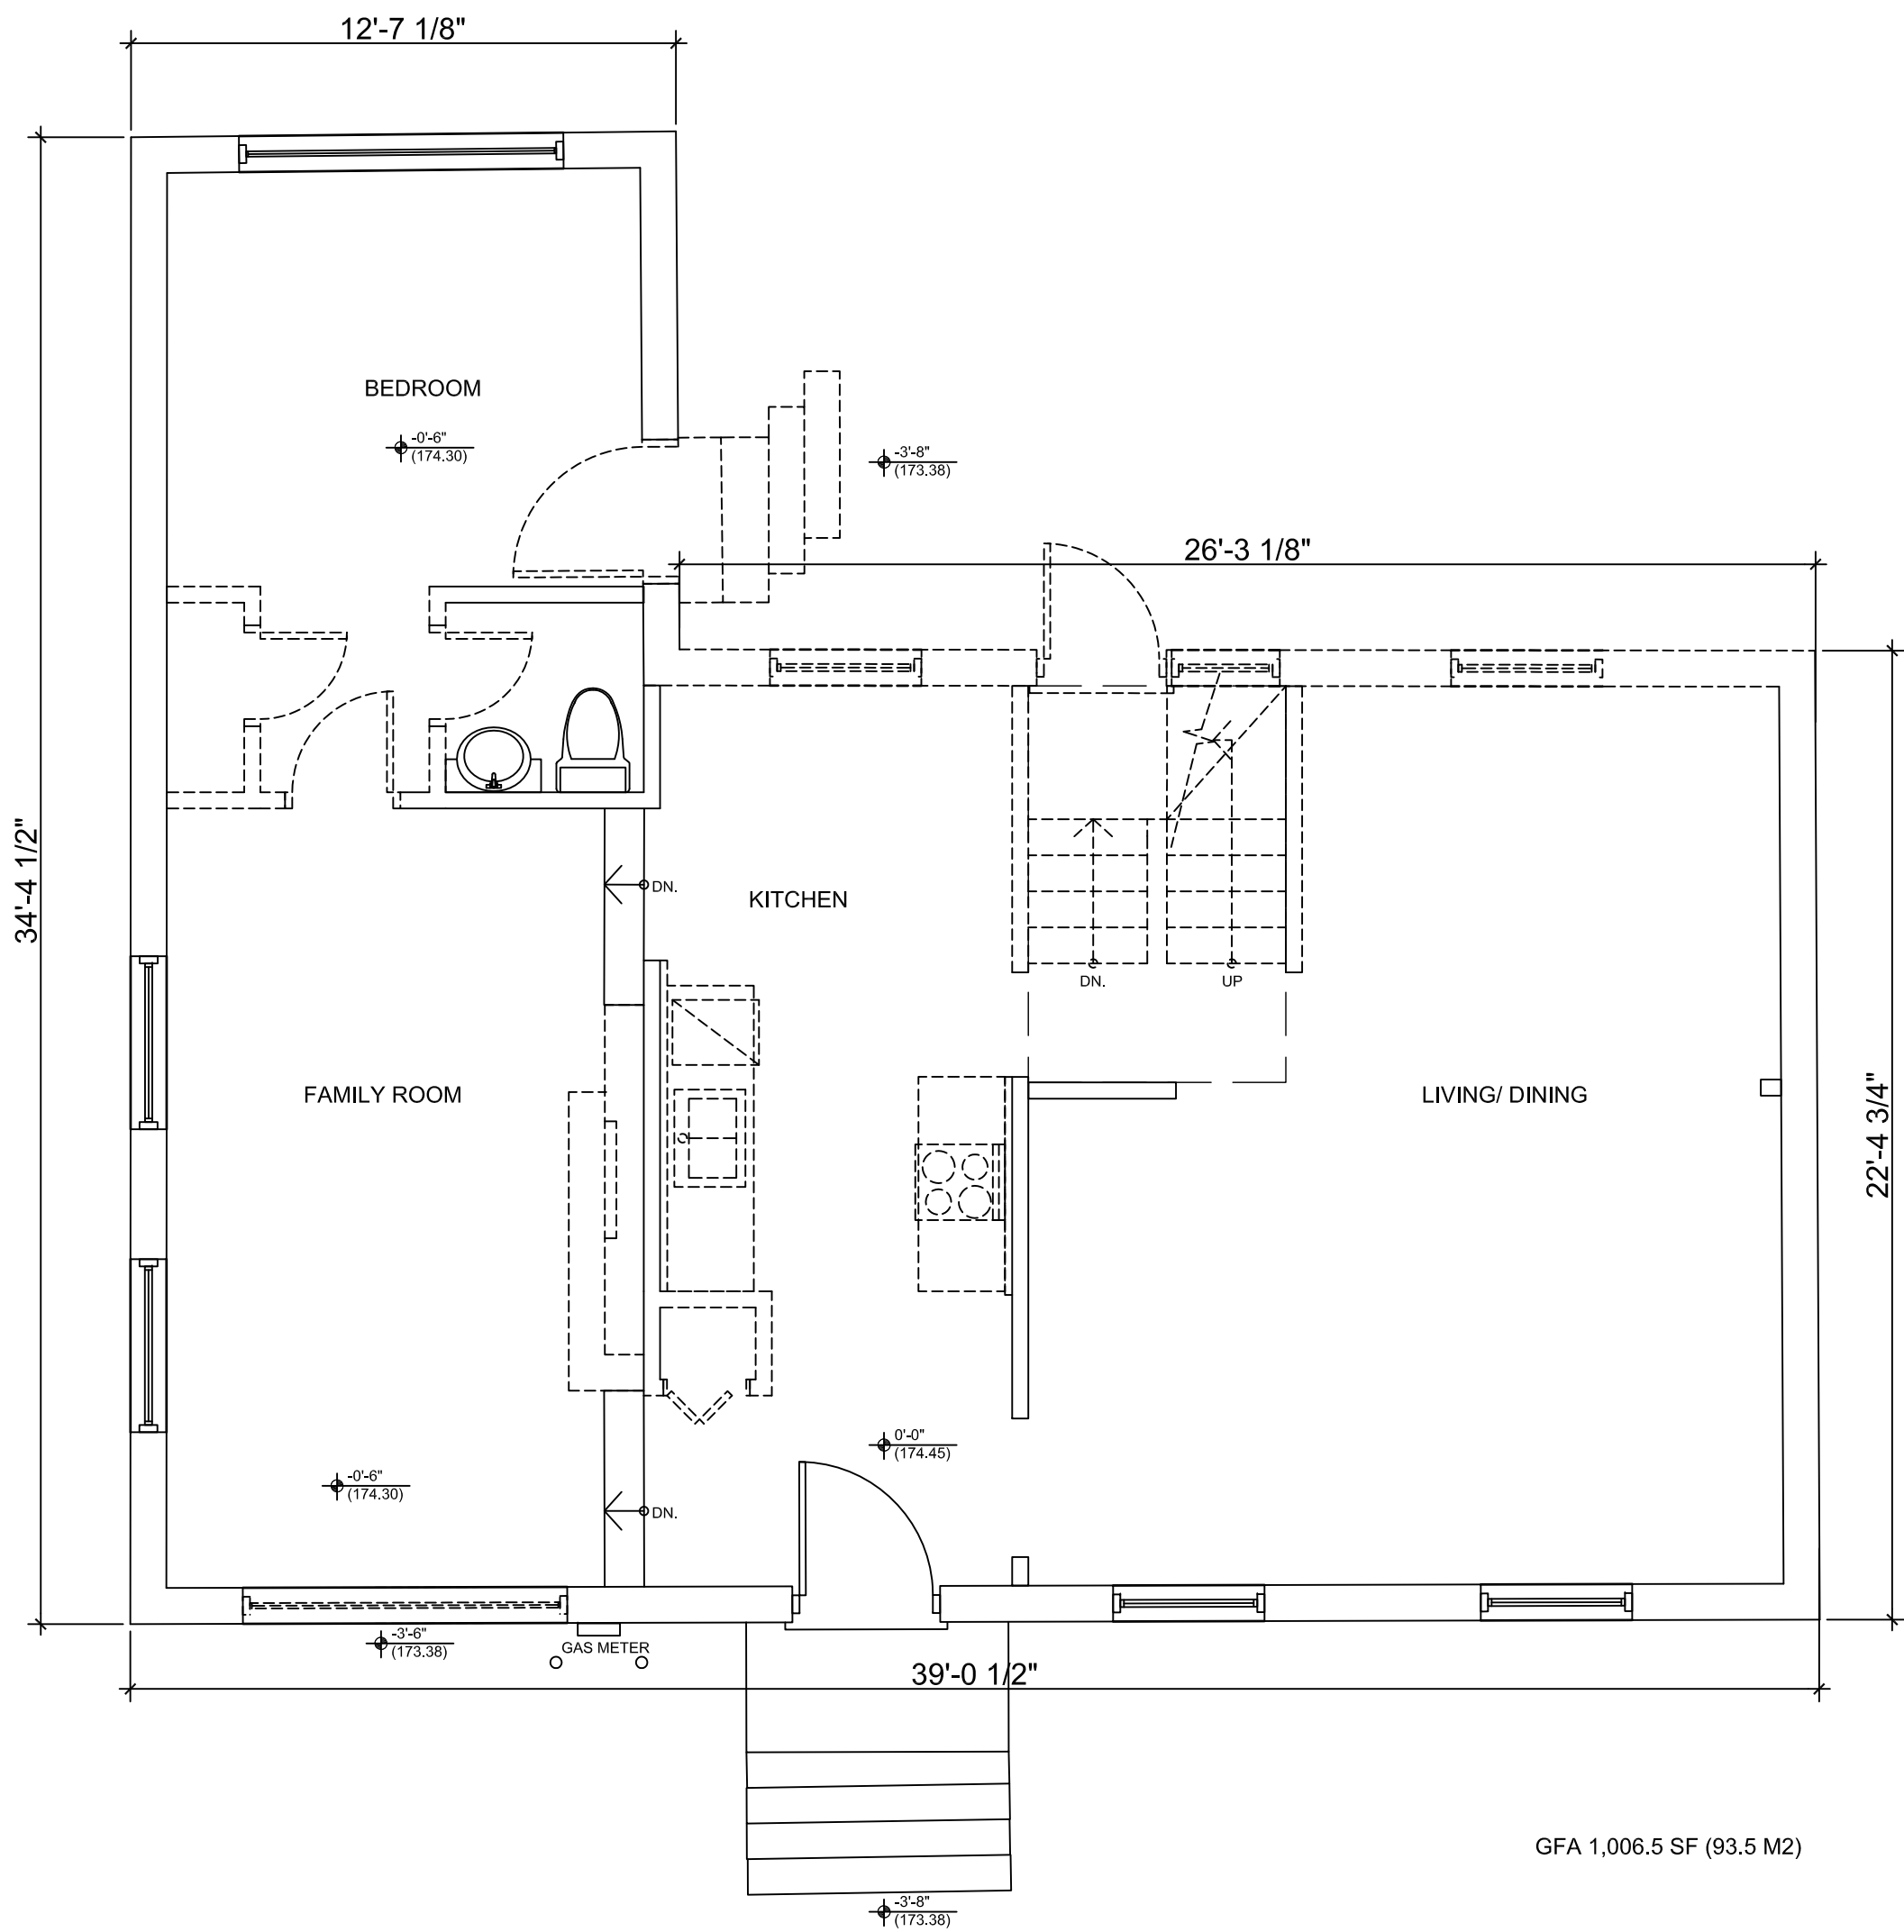 12'-7 1/8"
BEDROOM
-0'-6"
(174.30)
-3'-8"
(173.38)
26'-3 1/8"
34'-4 1/2"
DN.
KITCHEN
DN.
UP
FAMILY ROOM
LIVING/ DINING
22'-4 3/4"
0'-0"
(174.45)
-0'-6"
(174.30)
DN.
-3'-6"
(173.38)
GAS METER
39'-0 1/2"
GFA 1,006.5 SF (93.5 M2)
-3'-8"
(173.38)